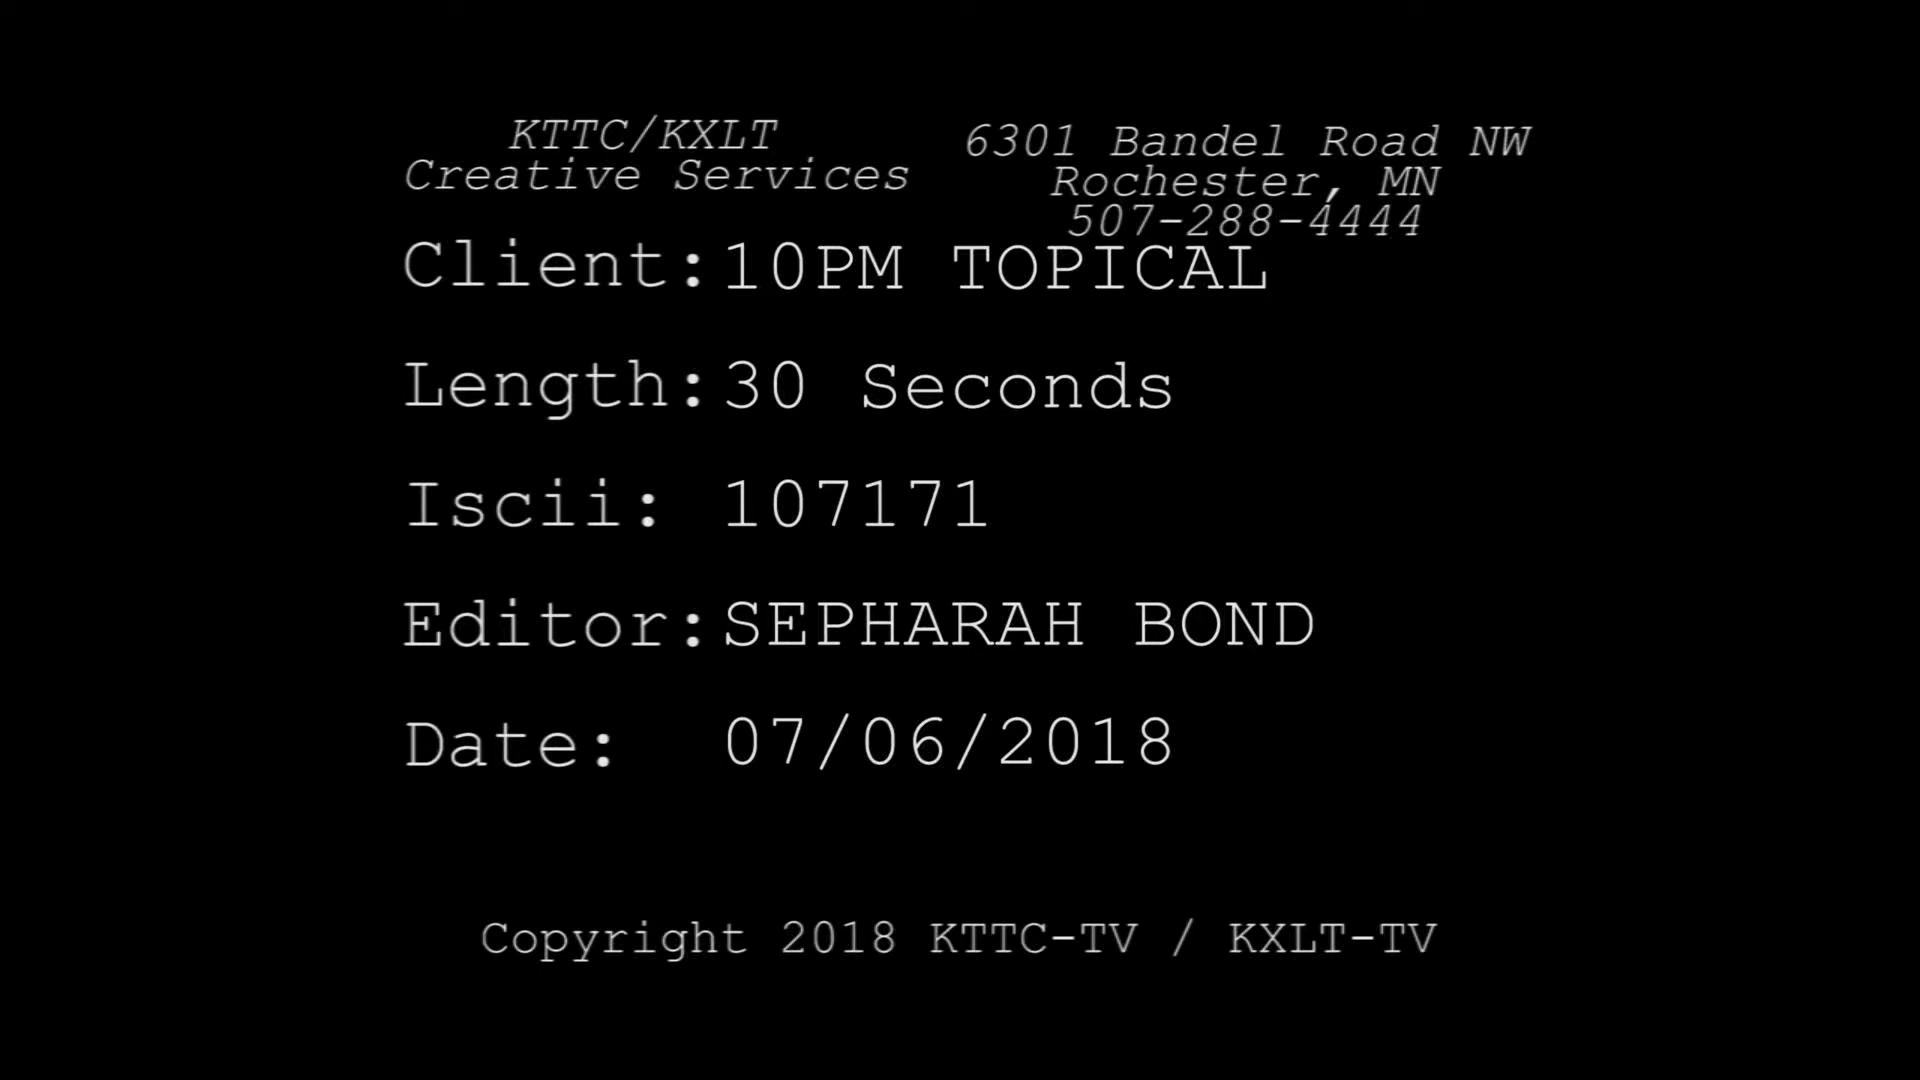 KTTC/KXLT
Creative Services
6301 Bandel Road NW
Rochester, MN
507-288-4444
Client:10PM TOPICAL
Length:30 Seconds
Iscii: 107171
Editor:SEPHARAH BOND
Date: 07/06/2018
Copyright 2018 KTTC-TV / KXLT-TV